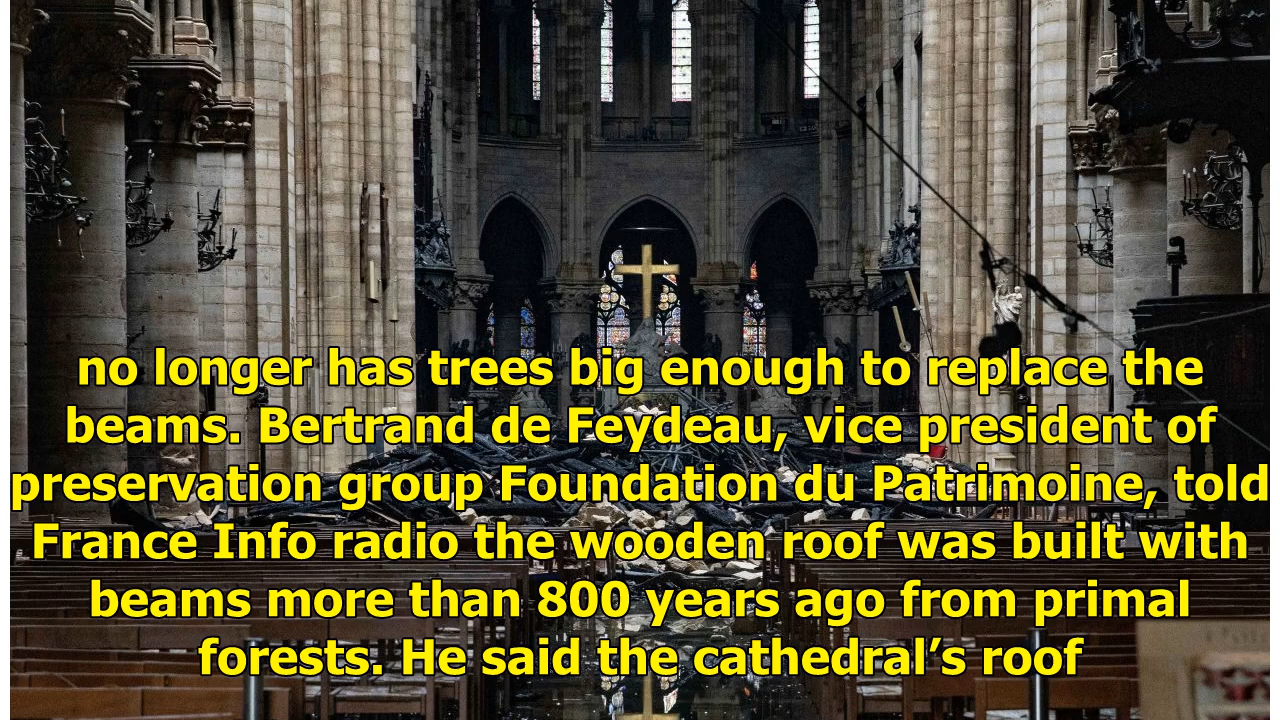 no longer has trees big enough to replace the
beams. Bertrand de Feydeau, vice president of
preservation group Foundation du Patrimoine, told
France Info radio the wooden roof was built with
beams more than 800 years ago from primal
forests. He said the cathedral’s roof